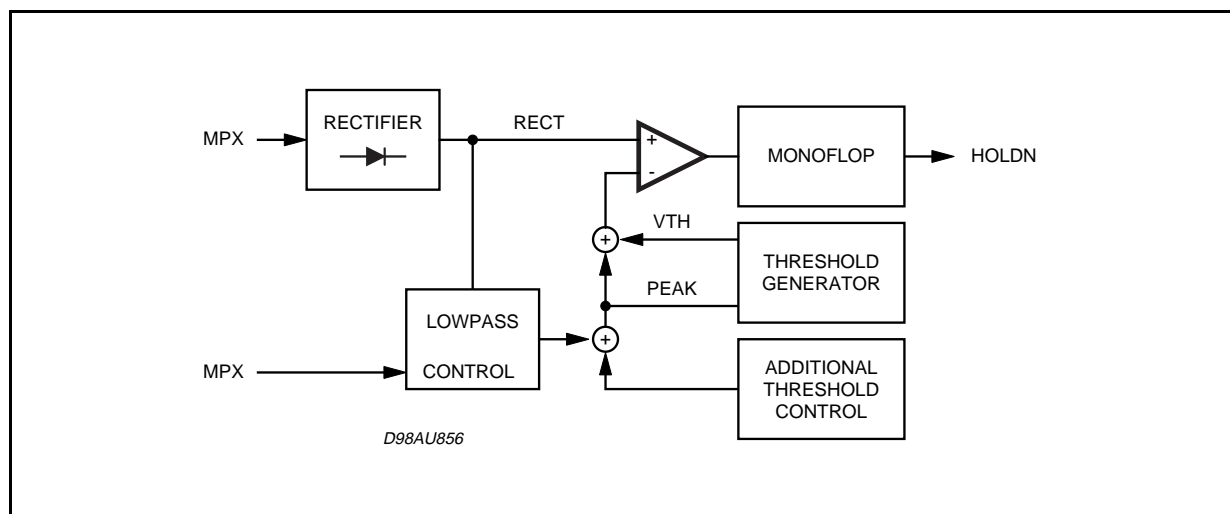 MPX
RECTIFIER
RECT
+
-
MONOFLOP
HOLDN
VTH
+
THRESHOLD
GENERATOR
PEAK
LOWPASS
CONTROL
+
MPX
ADDITIONAL
THRESHOLD
CONTROL
D98AU856